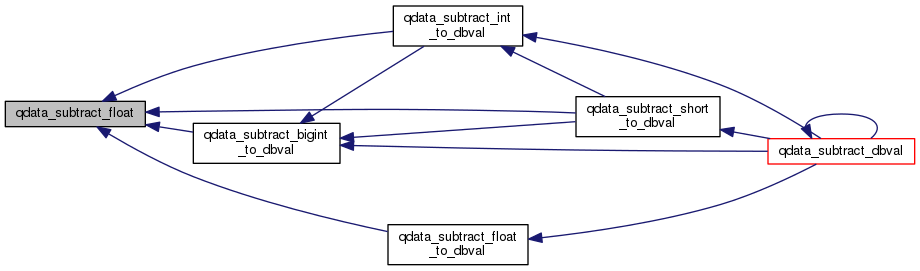 qdata_subtract_int
_to_dbval
qdata_subtract_float
qdata_subtract_short
_to_dbval
qdata_subtract_bigint
_to_dbval
qdata_subtract_dbval
qdata_subtract_float
_to_dbval